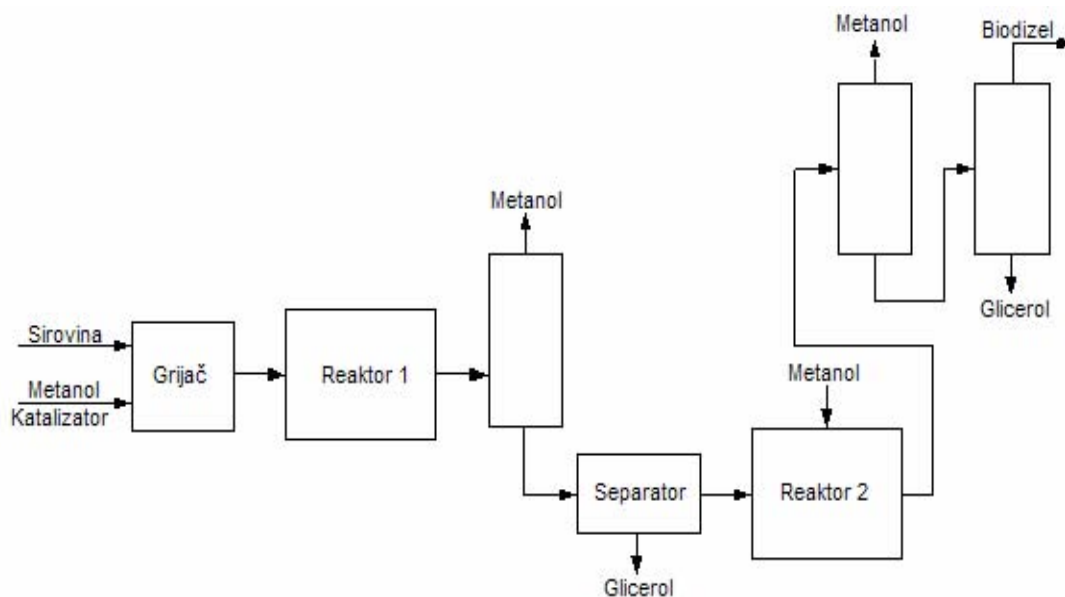 Sirovina
Metanol
Katalizator
Grijač
Reaktor 1
Metanol
Separator
Glicerol
Metanol
Reaktor 2
Metanol
Biodizel
Glicerol